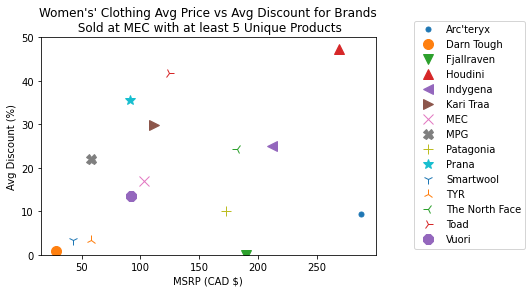 Women's' Clothing Avg Price vs Avg Discount for Brands
Sold at MEC with at least 5 Unique Products
Avg Discount (%)
50
40
30
20
10
0
50
100
150
200
250
MSRP (CAD $)
Arc'teryx
Darn Tough
Fjallraven
Houdini
Indygena
Kari Traa
MEC
MPG
Patagonia
Prana
Smartwool
TYR
The North Face
Toad
Vuori